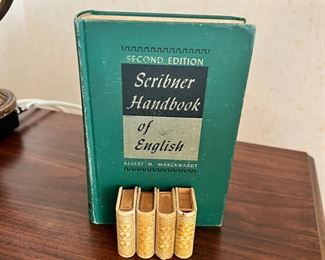 SECOND EDITION
Scribner
Handbook
of
English
ALBERT H. MARCKWARDT